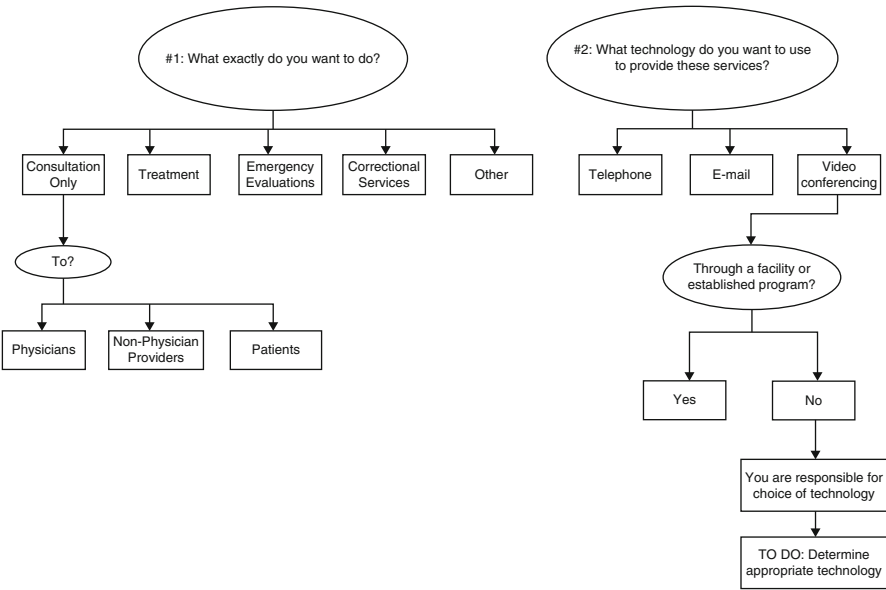 #1: What exactly do you want to do?
Consultation
Only
Treatment
Emergency
Evaluations
Correctional
Services
Other
To?
Physicians
Non-Physician
Providers
Patients
#2: What technology do you want to use
to provide these services?
Telephone
E-mail
Video
conferencing
Through a facility or
established program?
Yes
No
You are responsible for
choice of technology
TO DO: Determine
appropriate technology